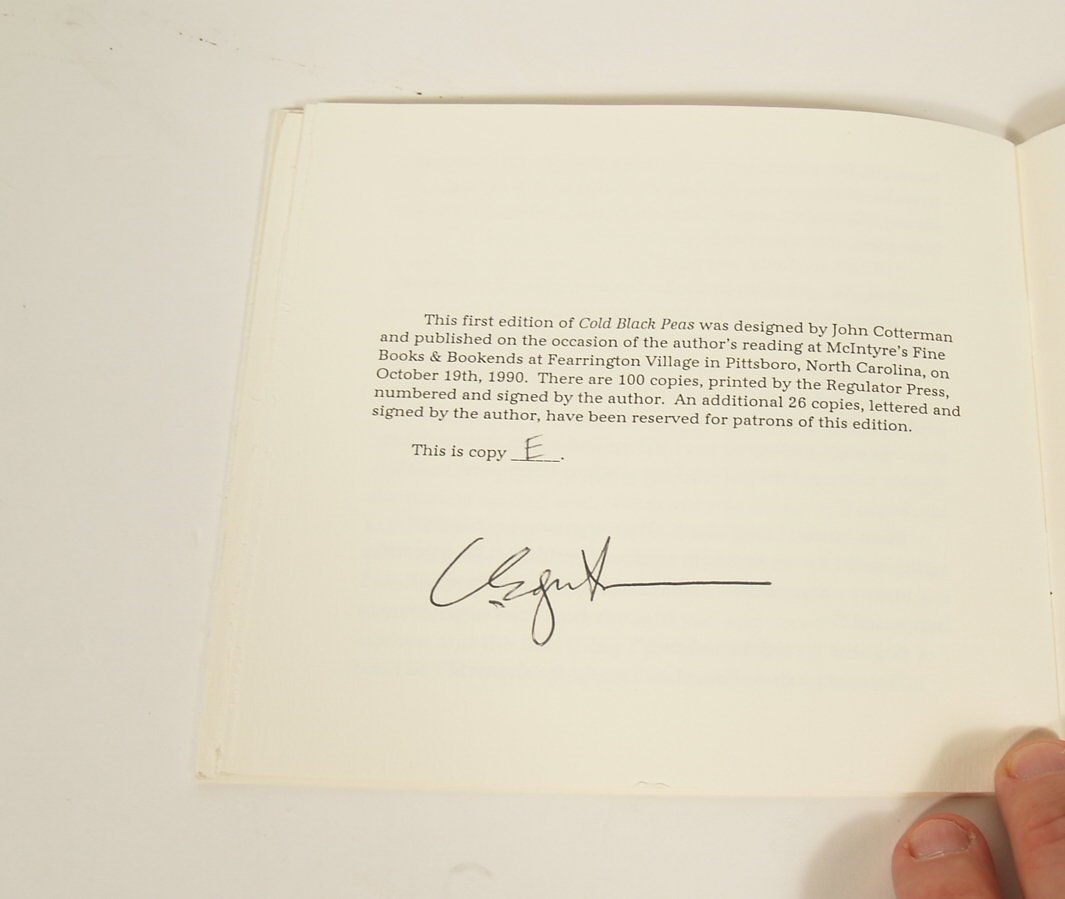 This first edition of Cold Black Peas was designed by John Cotterman
and published on the occasion of the author's reading at McIntyre's Fine
Books & Bookends at Fearrington Village in Pittsboro, North Carolina, on
October 19th, 1990. There are 100 copies, printed by the Regulator Press,
numbered and signed by the author. An additional 26 copies, lettered and
signed by the author, have been reserved for patrons of this edition.
This is copy E.